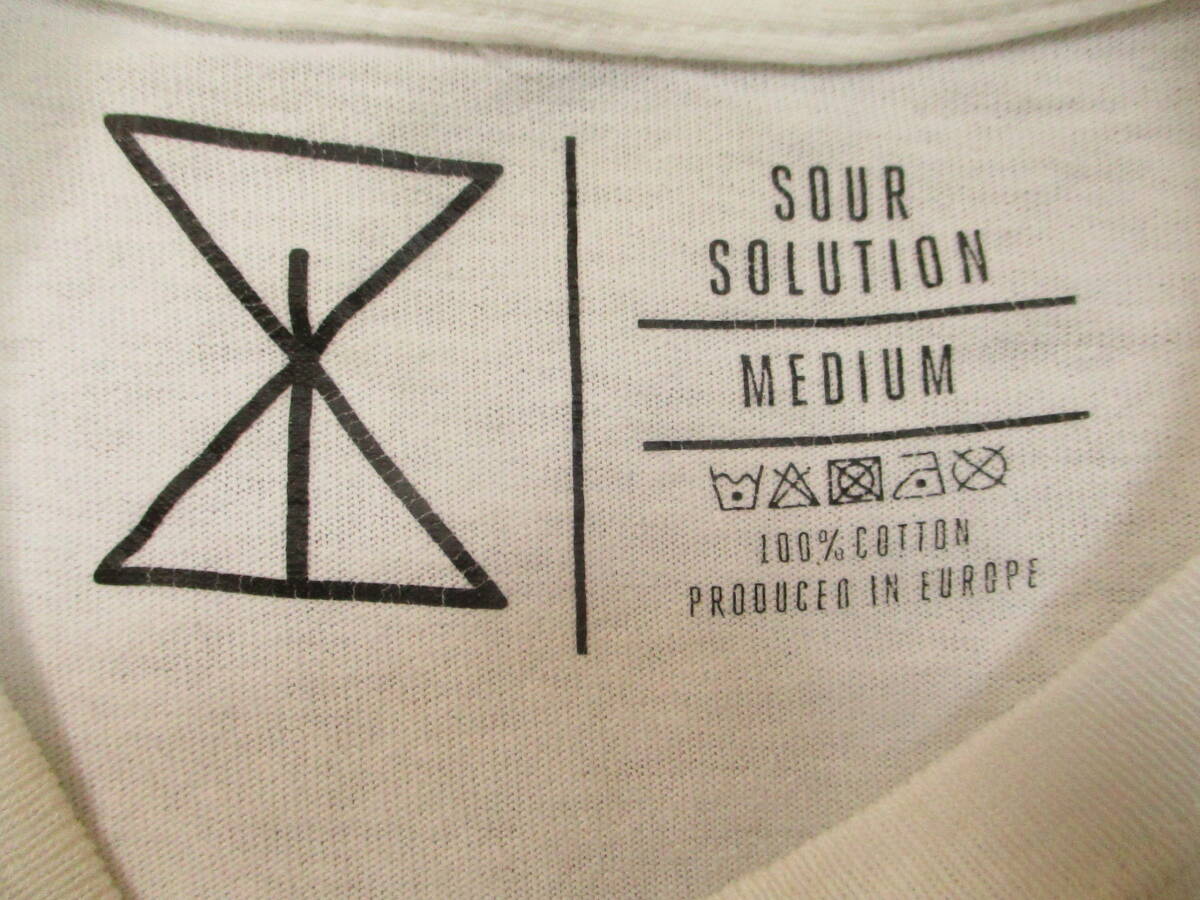 SOUR
SOLUTION
MEDIUM
100% COTTON
PRODUCED IN EUROPE